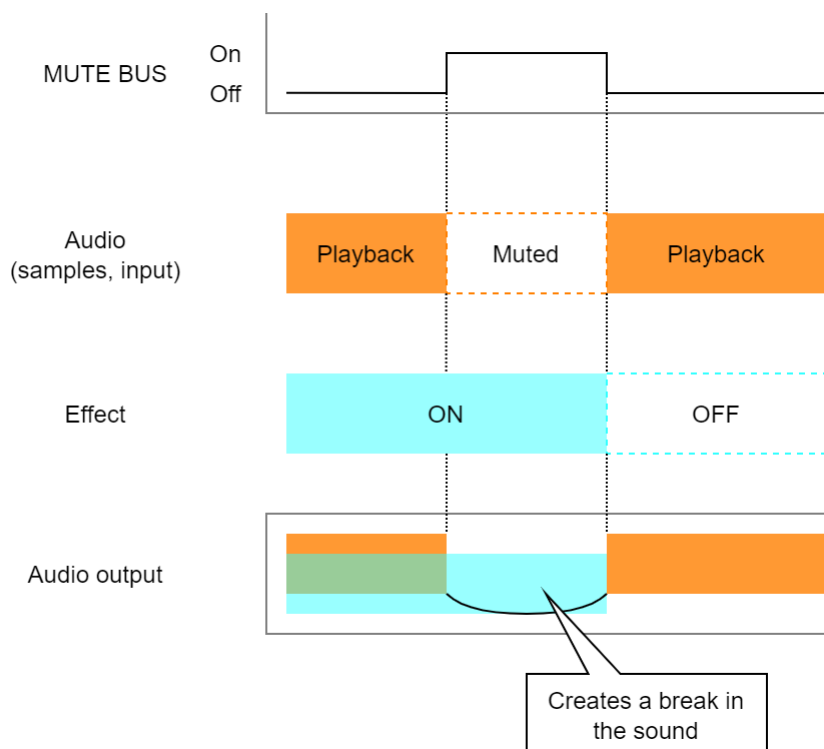 On
MUTE BUS
Off
Audio
(samples, input)
Playback
Muted
Playback
Effect
ON
OFF
Audio output
Creates a break in
the sound